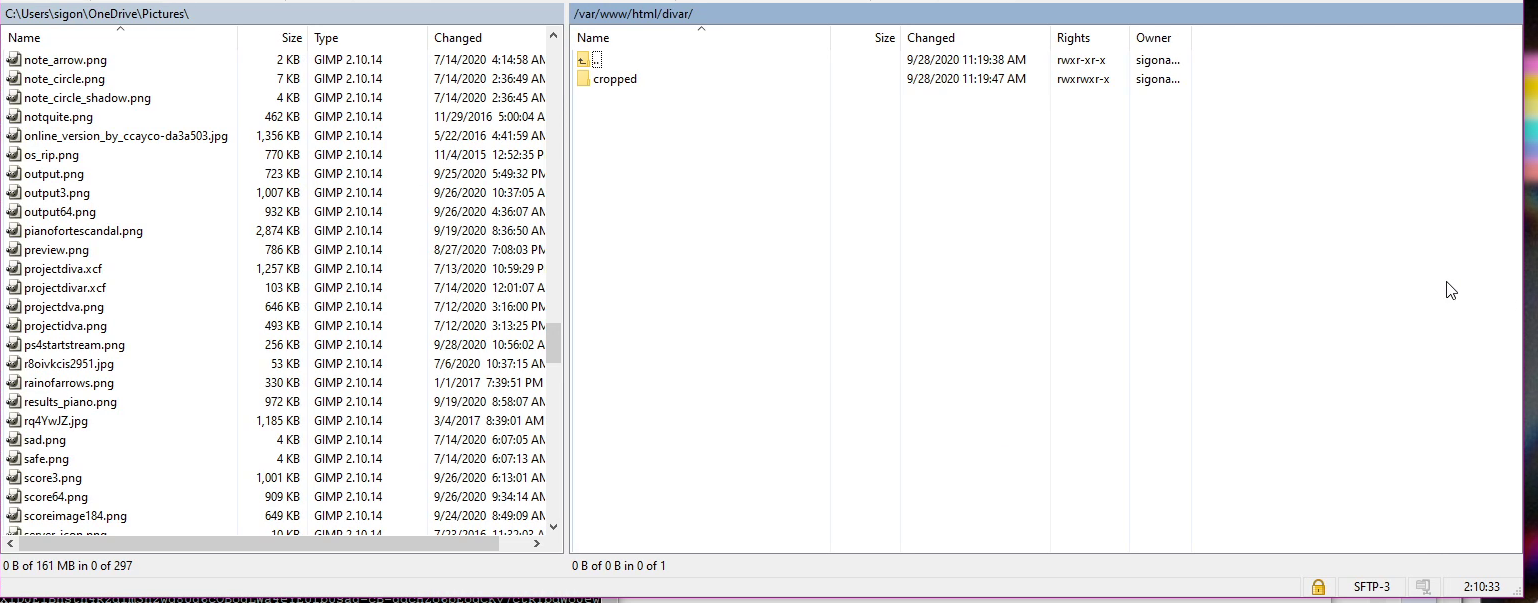 C:\Users\sigon\OneDrive\Pictures\
Name Size Type Changed
note_arrow.png 2 KB GIMP 2.10.14 7/14/2020 4:14:58 AM
note_circle.png 7 KB GIMP 2.10.14 7/14/2020 2:36:49 AM
note_circle_shadow.png 4 KB GIMP 2.10.14 7/14/2020 2:36:45 AM
notquite.png 462 KB GIMP 2.10.14 11/29/2016 5:00:04 A
online_version_by_ccayco-da3a503.jpg 1,356 KB GIMP 2.10.14 5/22/2016 4:41:59 AM
os_rip.png 770 KB GIMP 2.10.14 11/4/2015 12:52:35 P
output.png 723 KB GIMP 2.10.14 9/25/2020 5:49:32 PM
output3.png 1,007 KB GIMP 2.10.14 9/26/2020 10:37:05 A
output64.png 932 KB GIMP 2.10.14 9/26/2020 4:36:07 AM
pianofortescandal.png 2,874 KB GIMP 2.10.14 9/19/2020 8:36:50 AM
preview.png 786 KB GIMP 2.10.14 8/27/2020 7:08:03 PM
projectdiva.xcf 1,257 KB GIMP 2.10.14 7/13/2020 10:59:29 P
projectdivar.xcf 103 KB GIMP 2.10.14 7/14/2020 12:01:07 A
projectdva.png 646 KB GIMP 2.10.14 7/12/2020 3:16:00 PM
projectidva.png 493 KB GIMP 2.10.14 7/12/2020 3:13:25 PM
ps4startstream.png 256 KB GIMP 2.10.14 9/28/2020 10:56:02 A
r8oivkcis2951.jpg 53 KB GIMP 2.10.14 7/6/2020 10:37:15 AM
rainofarrows.png 330 KB GIMP 2.10.14 1/1/2017 7:39:51 PM
results_piano.png 972 KB GIMP 2.10.14 9/19/2020 8:58:07 AM
rq4YwJZ.jpg 1,185 KB GIMP 2.10.14 3/4/2017 8:39:01 AM
sad.png 4 KB GIMP 2.10.14 7/14/2020 6:07:05 AM
safe.png 4 KB GIMP 2.10.14 7/14/2020 6:07:13 AM
score3.png 1,001 KB GIMP 2.10.14 9/26/2020 6:13:01 AM
score64.png 909 KB GIMP 2.10.14 9/26/2020 9:34:14 AM
scoreimage184.png 649 KB GIMP 2.10.14 9/24/2020 8:49:09 AM
server_icon.png 10 KB GIMP 2.10.14 7/23/2016 11:32:03 A
0 B of 161 MB in 0 of 297
/var/www/html/divar/
Name Size Changed Rights Owner
.. 9/28/2020 11:19:38 AM rwxr-xr-x sigona...
cropped 9/28/2020 11:19:47 AM rwxrwxr-x sigona...
0 B of 0 B in 0 of 1
SFTP-3 2:10:33